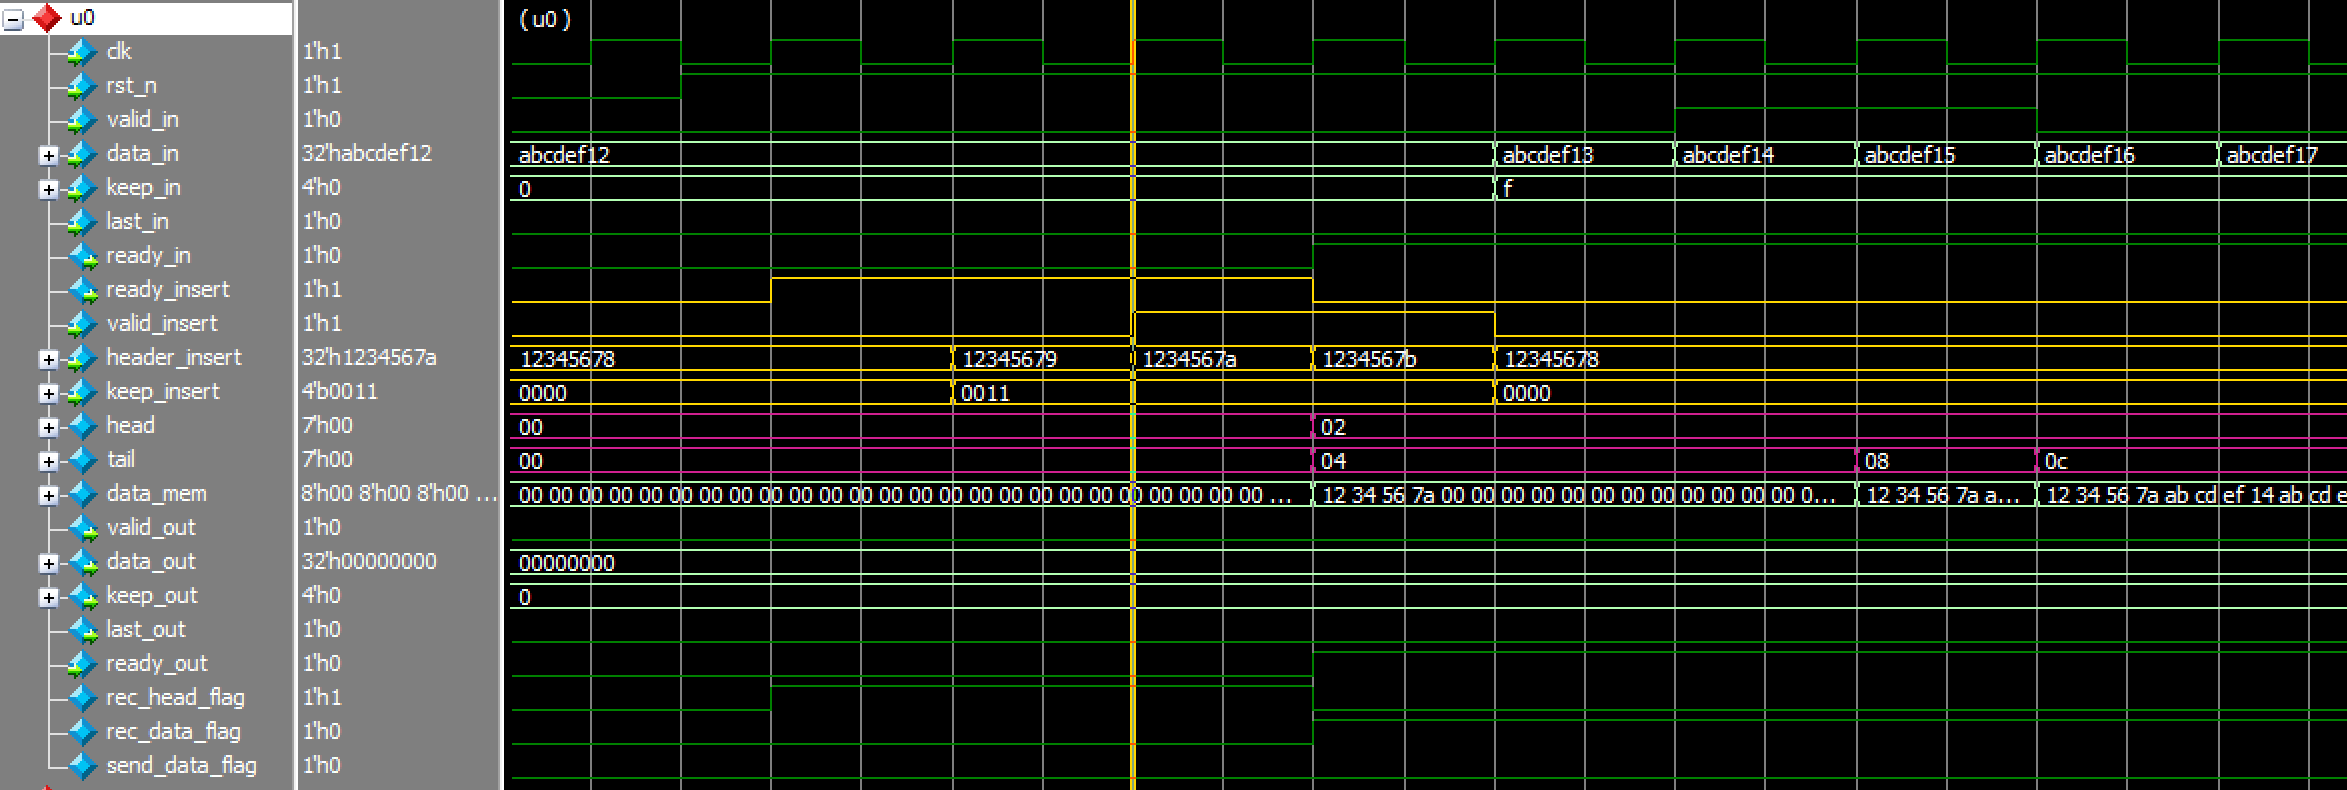 u0 (u0)
clk 1'h1
rst_n 1'h1
valid_in 1'h0
data_in 32'habcdef12 abcdef12 abcdef13 abcdef14 abcdef15 abcdef16 abcdef17
keep_in 4'h0 0 f
last_in 1'h0
ready_in 1'h0
ready_insert 1'h1
valid_insert 1'h1
header_insert 32'h1234567a 12345678 12345679 1234567a 1234567b 12345678
keep_insert 4'b0011 0000 0011 0000
head 7'h00 00 02
tail 7'h00 00 04 08 0c
data_mem 8'h00 8'h00 8'h00 ... 00 00 00 00 00 00 00 00 00 00 00 00 00 00 00 00 00 00 00 00 00 00 00 00 00 ... 12 34 56 7a 00 00 00 00 00 00 00 00 00 00 00 00 0... 12 34 56 7a a... 12 34 56 7a ab cd ef 14 ab cd e
valid_out 1'h0
data_out 32'h00000000 00000000
keep_out 4'h0 0
last_out 1'h0
ready_out 1'h0
rec_head_flag 1'h1
rec_data_flag 1'h0
send_data_flag 1'h0